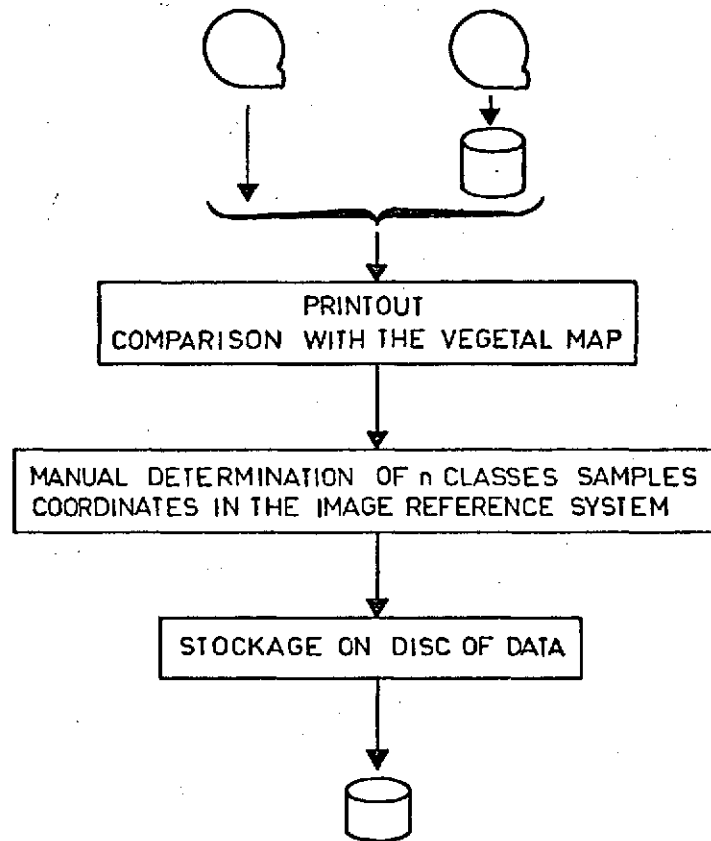 PRINTOUT
COMPARISON WITH THE VEGETAL MAP
MANUAL DETERMINATION OF n CLASSES SAMPLES
COORDINATES IN THE IMAGE REFERENCE SYSTEM
STOCKAGE ON DISC OF DATA